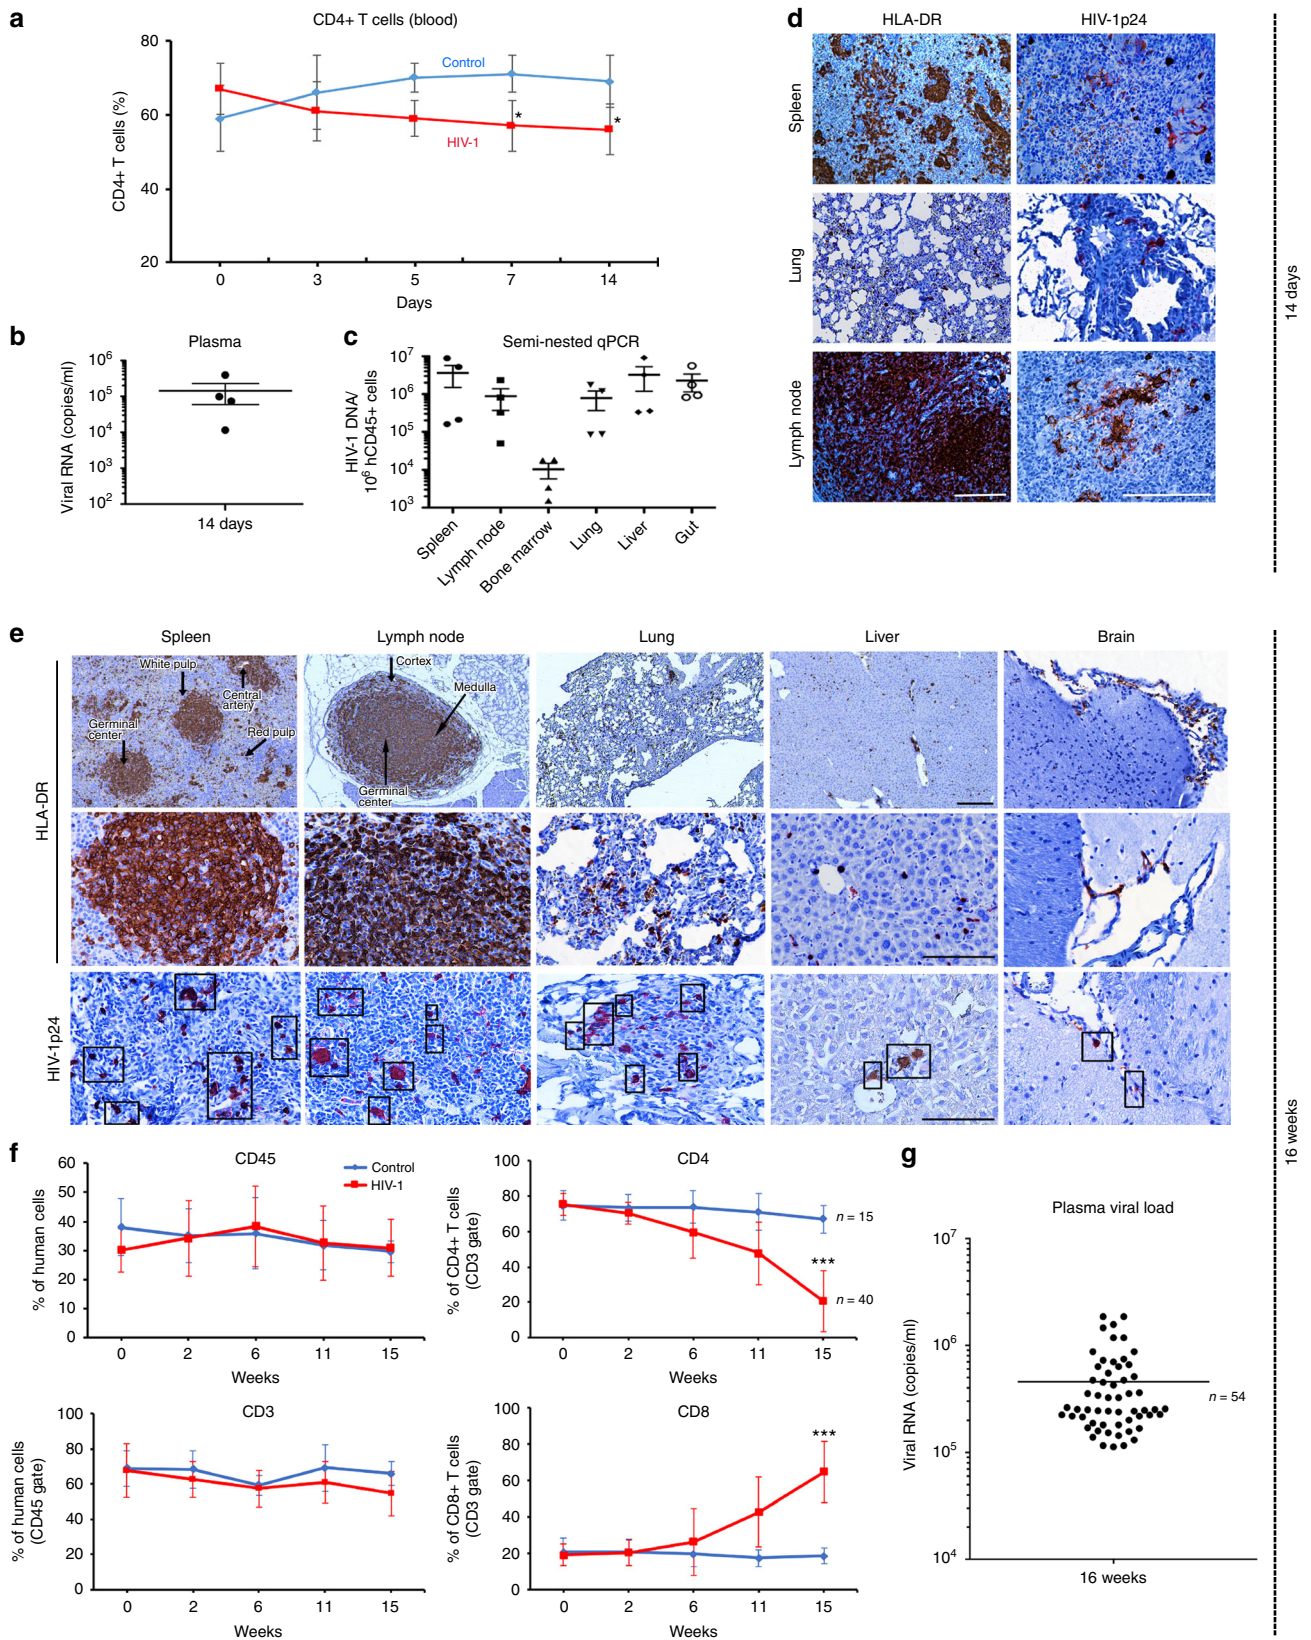 a
CD4+ T cells (blood)
80
60
40
20
CD4+ T cells (%)
Control
HIV-1
*
*
0 3 5 7 14
Days
b
Plasma
Viral RNA (copies/ml)
10^6
10^5
10^4
10^3
10^2
14 days
c
Semi-nested qPCR
HIV-1 DNA/
10^6 hCD45+ cells
10^7
10^6
10^5
10^4
10^3
Spleen
Lymph node
Bone marrow
Lung
Liver
Gut
d
HLA-DR HIV-1p24
Spleen
Lung
Lymph node
14 days
e
Spleen Lymph node Lung Liver Brain
HLA-DR
HIV-1p24
White pulp
Central
artery
Germinal
center
Red pulp
Cortex
Medulla
Germinal
center
16 weeks
f
CD45
Control
HIV-1
% of human cells
60
50
40
30
20
10
0
0 2 6 11 15
Weeks
CD4
% of CD4+ T cells
(CD3 gate)
100
80
60
40
20
0
n = 15
***
n = 40
0 2 6 11 15
Weeks
CD3
% of human cells
(CD45 gate)
100
80
60
40
20
0
0 2 6 11 15
Weeks
CD8
% of CD8+ T cells
(CD3 gate)
100
80
60
40
20
0
***
0 2 6 11 15
Weeks
g
Plasma viral load
Viral RNA (copies/ml)
10^7
10^6
10^5
10^4
n = 54
16 weeks